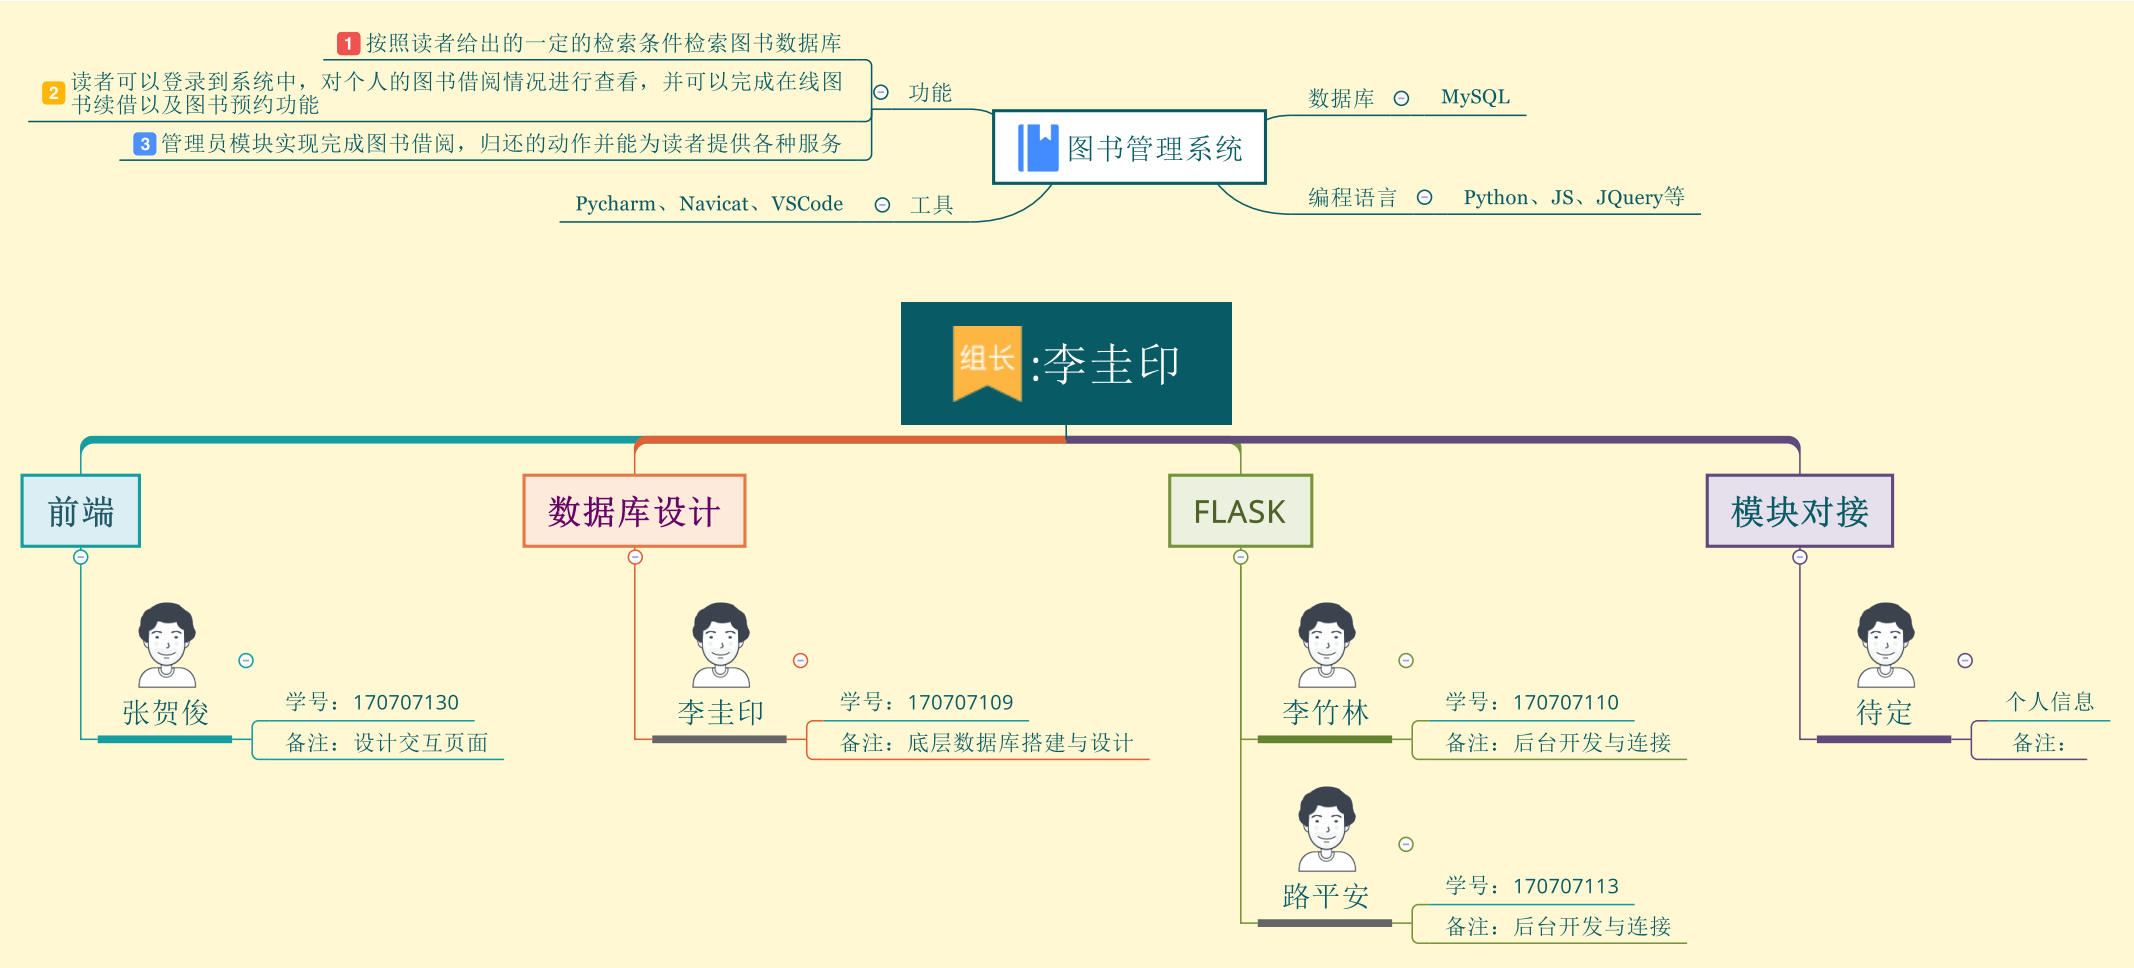 1 按照读者给出的一定的检索条件检索图书数据库
2 读者可以登录到系统中，对个人的图书借阅情况进行查看，并可以完成在线图
书续借以及图书预约功能
3 管理员模块实现完成图书借阅，归还的动作并能为读者提供各种服务
功能
Pycharm、Navicat、VSCode
工具
图书管理系统
数据库
MySQL
编程语言
Python、JS、JQuery等
组长:李圭印
前端
张贺俊
学号：170707130
备注：设计交互页面
数据库设计
李圭印
学号：170707109
备注：底层数据库搭建与设计
FLASK
李竹林
学号：170707110
备注：后台开发与连接
路平安
学号：170707113
备注：后台开发与连接
模块对接
待定
个人信息
备注：